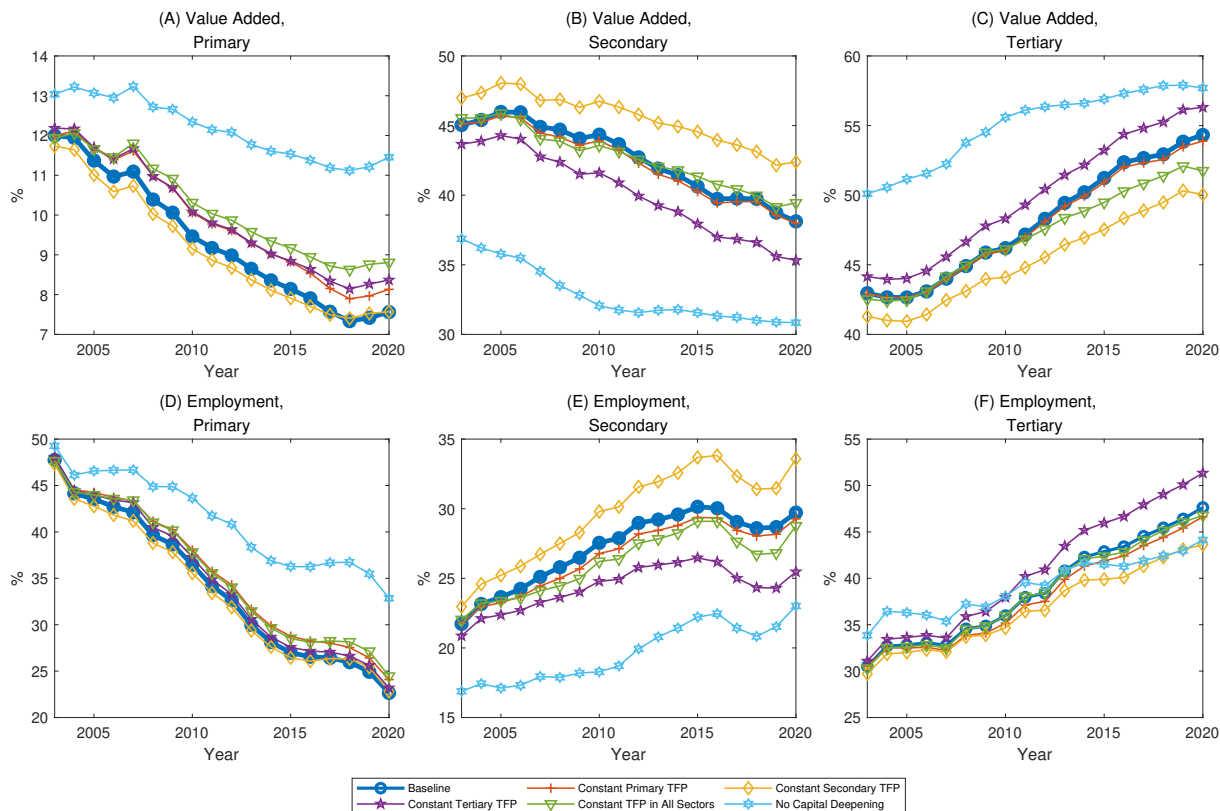 (A) Value Added,
Primary
14
13
12
11
10
9
8
7
%
2005 2010 2015 2020
Year
(B) Value Added,
Secondary
50
45
40
35
30
%
2005 2010 2015 2020
Year
(C) Value Added,
Tertiary
60
55
50
45
40
%
2005 2010 2015 2020
Year
(D) Employment,
Primary
50
45
40
35
30
25
20
%
2005 2010 2015 2020
Year
(E) Employment,
Secondary
35
30
25
20
15
%
2005 2010 2015 2020
Year
(F) Employment,
Tertiary
55
50
45
40
35
30
25
%
2005 2010 2015 2020
Year
Baseline Constant Primary TFP Constant Secondary TFP
Constant Tertiary TFP Constant TFP in All Sectors No Capital Deepening